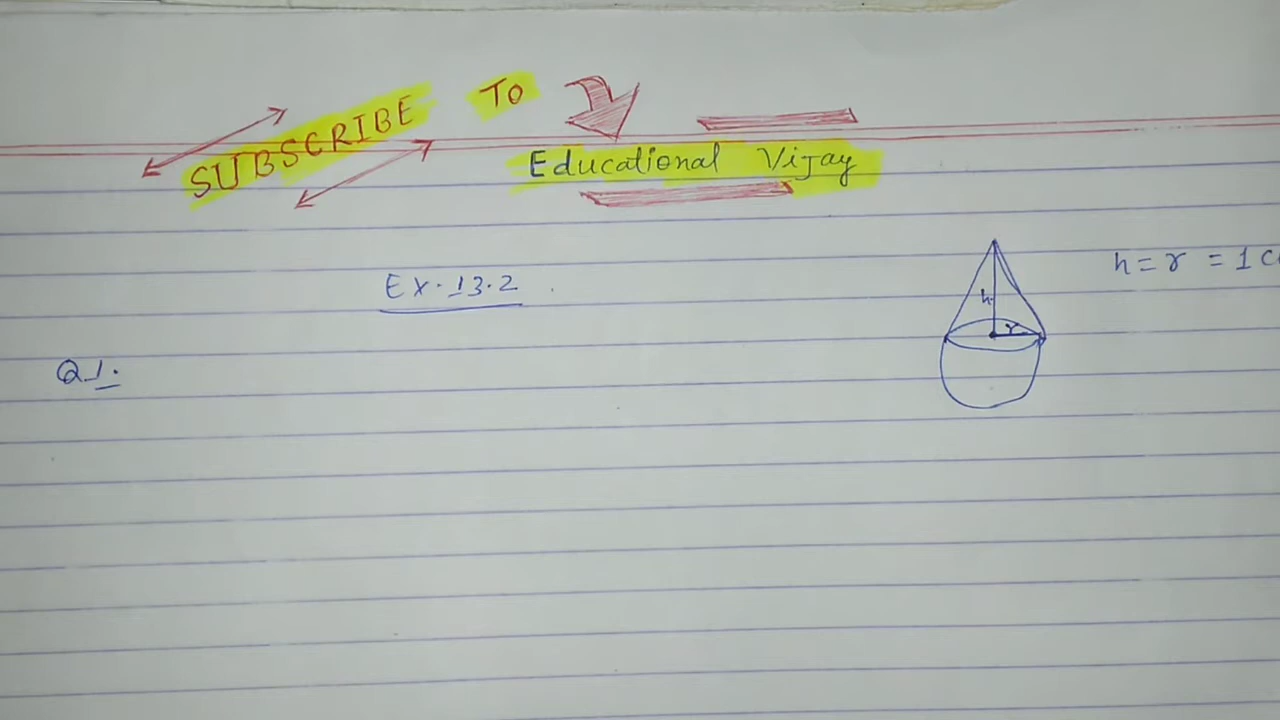 SUBSCRIBE TO
Educational Vijay
Ex. 13.2
h = r = 1 c
h
r
Q1.